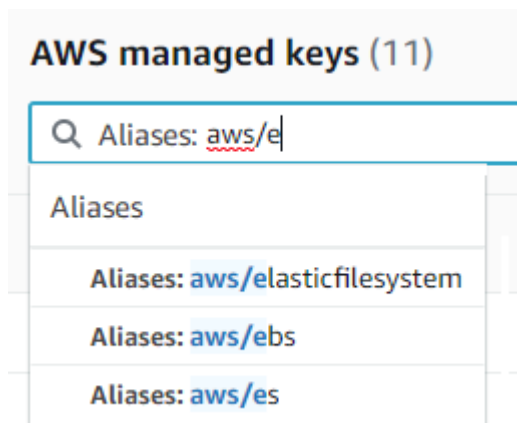 AWS managed keys (11)
Aliases: aws/e
Aliases
Aliases: aws/elasticfilesystem
Aliases: aws/ebs
Aliases: aws/es